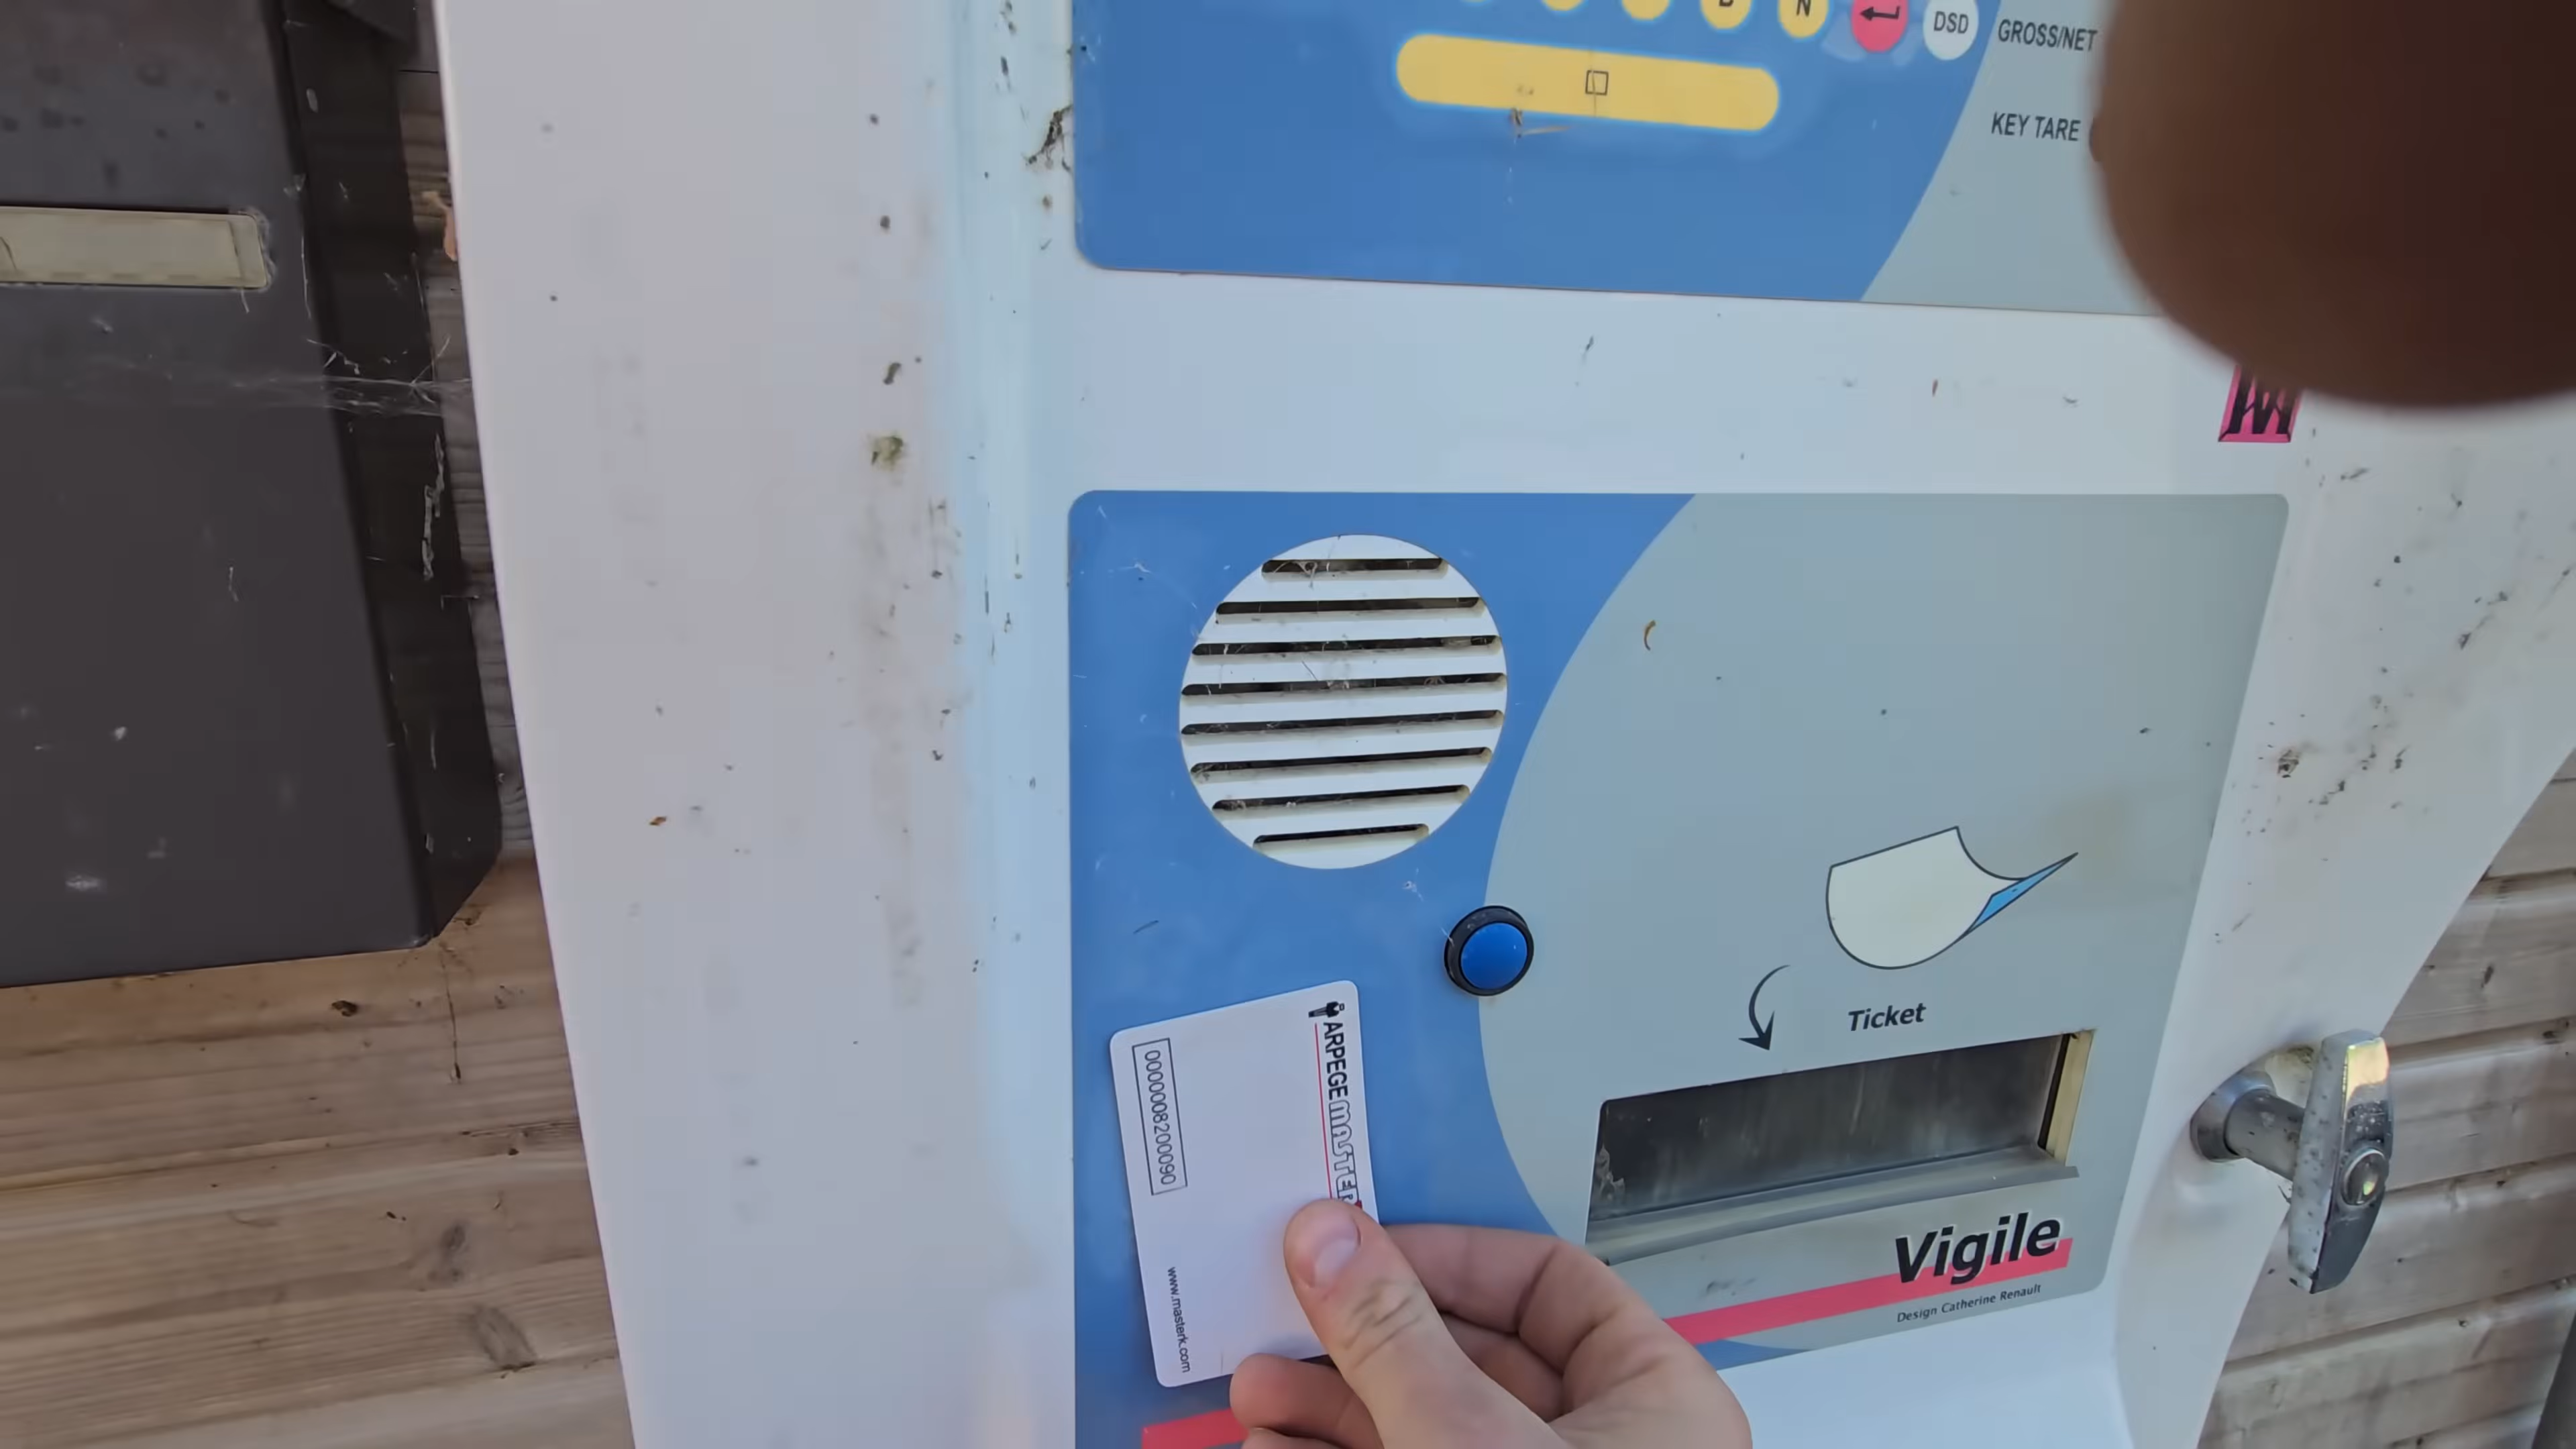 N
DSD
GROSS/NET
KEY TARE
Ticket
ARPEGE MASTER
0000008200090
www.masterk.com
Vigile
Design Catherine Renault